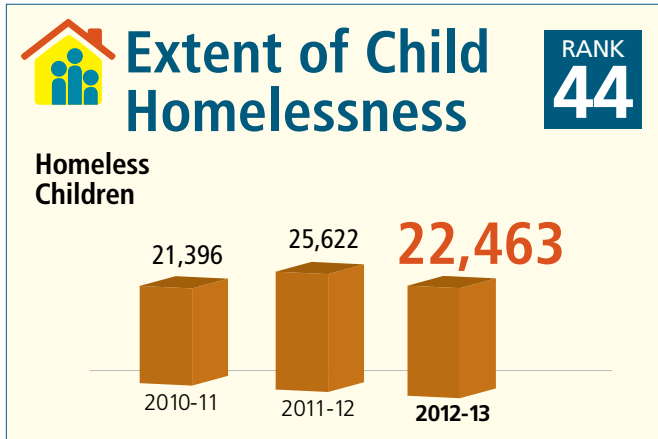 Extent of Child
Homelessness
RANK
44
Homeless
Children
21,396
25,622
22,463
2010-11
2011-12
2012-13